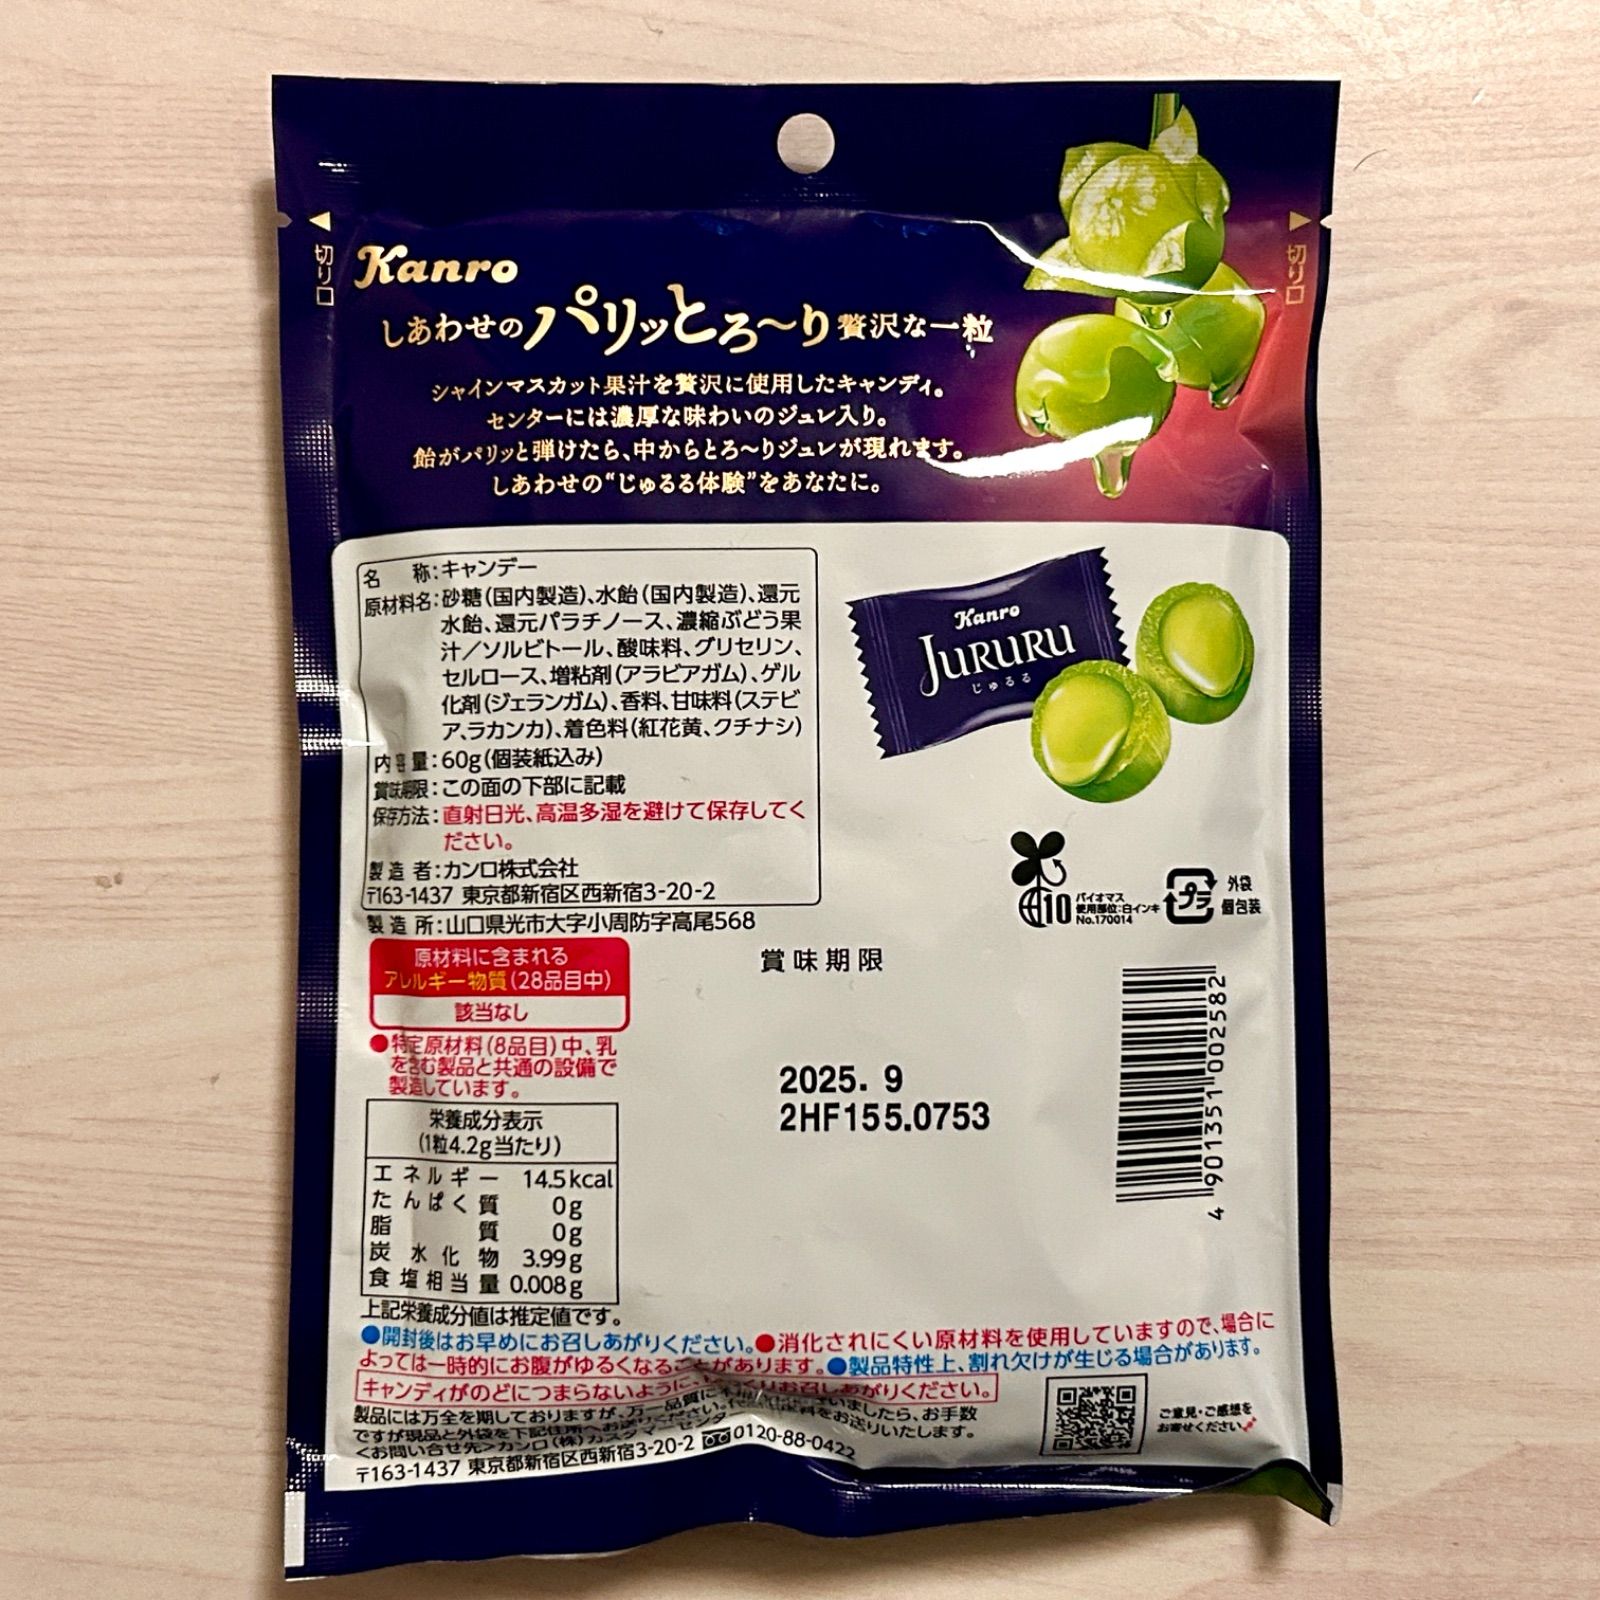 切り口
切り口
Kanro
しあわせのパリッとろ〜り贅沢な一粒
シャインマスカット果汁を贅沢に使用したキャンディ。
センターには濃厚な味わいのジュレ入り。
飴がパリッと弾けたら、中からとろ〜りジュレが現れます。
しあわせの“じゅるる体験”をあなたに。
名称:キャンデー
原材料名:砂糖(国内製造)、水飴(国内製造)、還元
水飴、還元パラチノース、濃縮ぶどう果
汁/ソルビトール、酸味料、グリセリン、
セルロース、増粘剤(アラビアガム)、ゲル
化剤(ジェランガム)、香料、甘味料(ステビ
ア、ラカンカ)、着色料(紅花黄、クチナシ)
内容量:60g(個装紙込み)
賞味期限:この面の下部に記載
保存方法:直射日光、高温多湿を避けて保存してく
ださい。
製造者:カンロ株式会社
〒163-1437 東京都新宿区西新宿3-20-2
製造所:山口県光市大字小周防字高尾568
Kanro
JURURU
じゅるる
10
バイオマス
使用部位:白インキ
No.170014
プラ
外袋
個包装
原材料に含まれる
アレルギー物質(28品目中)
該当なし
●特定原材料(8品目)中、乳
を含む製品と共通の設備で
製造しています。
賞味期限
2025.9
2HF155.0753
4 901351 002582
栄養成分表示
(1粒4.2g当たり)
エネルギー 14.5kcal
たんぱく質 0g
脂質 0g
炭水化物 3.99g
食塩相当量 0.008g
上記栄養成分値は推定値です。
●開封後はお早めにお召しあがりください。●消化されにくい原材料を使用していますので、場合に
よっては一時的にお腹がゆるくなることがあります。●製品特性上、割れ欠けが生じる場合があります。
キャンディがのどにつまらないように、ゆっくりお召しあがりください。
製品には万全を期しておりますが、万一品質に いましたら、お手数
ですが現品と外袋を下記住所へお送りください。 料をお送りいたします。
<お問い合せ先>カンロ(株)カスタマーセンター 0120-88-0422
〒163-1437 東京都新宿区西新宿3-20-2
ご意見・ご感想を
お寄せください